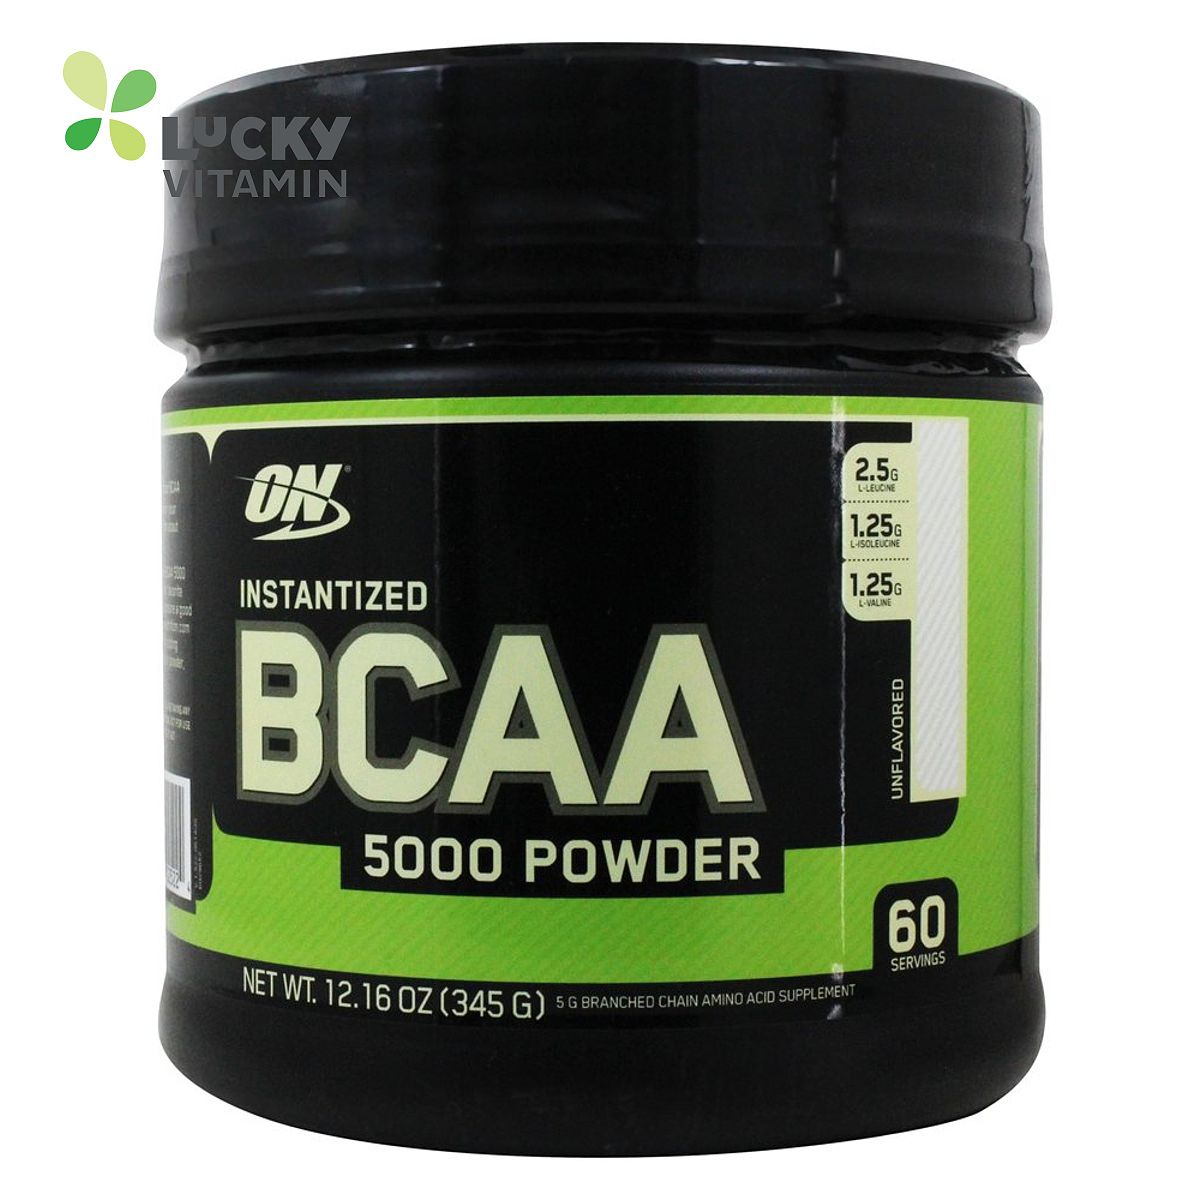 LUCKY
VITAMIN
ON®
INSTANTIZED
BCAA
5000 POWDER
2.5G
L-LEUCINE
1.25G
L-ISOLEUCINE
1.25G
L-VALINE
UNFLAVORED
60
SERVINGS
NET WT. 12.16 OZ (345 G)
5 G BRANCHED CHAIN AMINO ACID SUPPLEMENT